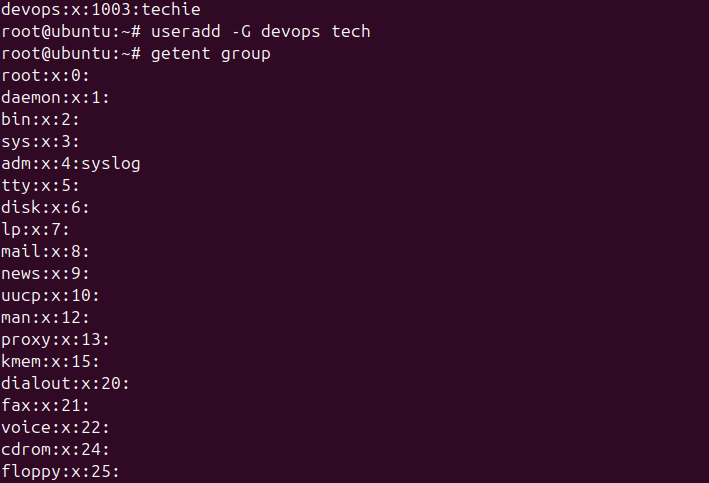 devops:x:1003:techie
root@ubuntu:~# useradd -G devops tech
root@ubuntu:~# getent group
root:x:0:
daemon:x:1:
bin:x:2:
sys:x:3:
adm:x:4:syslog
tty:x:5:
disk:x:6:
lp:x:7:
mail:x:8:
news:x:9:
uucp:x:10:
man:x:12:
proxy:x:13:
kmem:x:15:
dialout:x:20:
fax:x:21:
voice:x:22:
cdrom:x:24:
floppy:x:25: